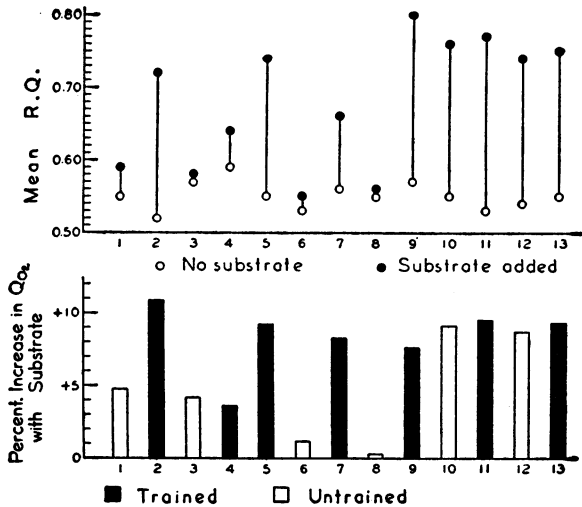 0.80
0.70
0.60
0.50
Mean R.Q.
1 2 3 4 5 6 7 8 9 10 11 12 13
No substrate Substrate added
+10
+5
0
Percent. Increase in QO2
with Substrate
1 2 3 4 5 6 7 8 9 10 11 12 13
Trained Untrained